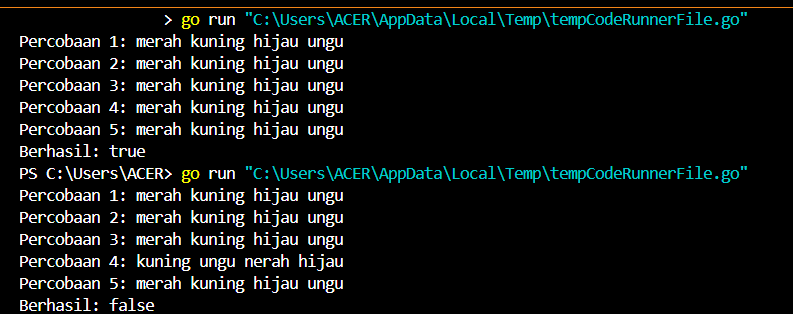 > go run "C:\Users\ACER\AppData\Local\Temp\tempCodeRunnerFile.go"
Percobaan 1: merah kuning hijau ungu
Percobaan 2: merah kuning hijau ungu
Percobaan 3: merah kuning hijau ungu
Percobaan 4: merah kuning hijau ungu
Percobaan 5: merah kuning hijau ungu
Berhasil: true
PS C:\Users\ACER> go run "C:\Users\ACER\AppData\Local\Temp\tempCodeRunnerFile.go"
Percobaan 1: merah kuning hijau ungu
Percobaan 2: merah kuning hijau ungu
Percobaan 3: merah kuning hijau ungu
Percobaan 4: kuning ungu nerah hijau
Percobaan 5: merah kuning hijau ungu
Berhasil: false